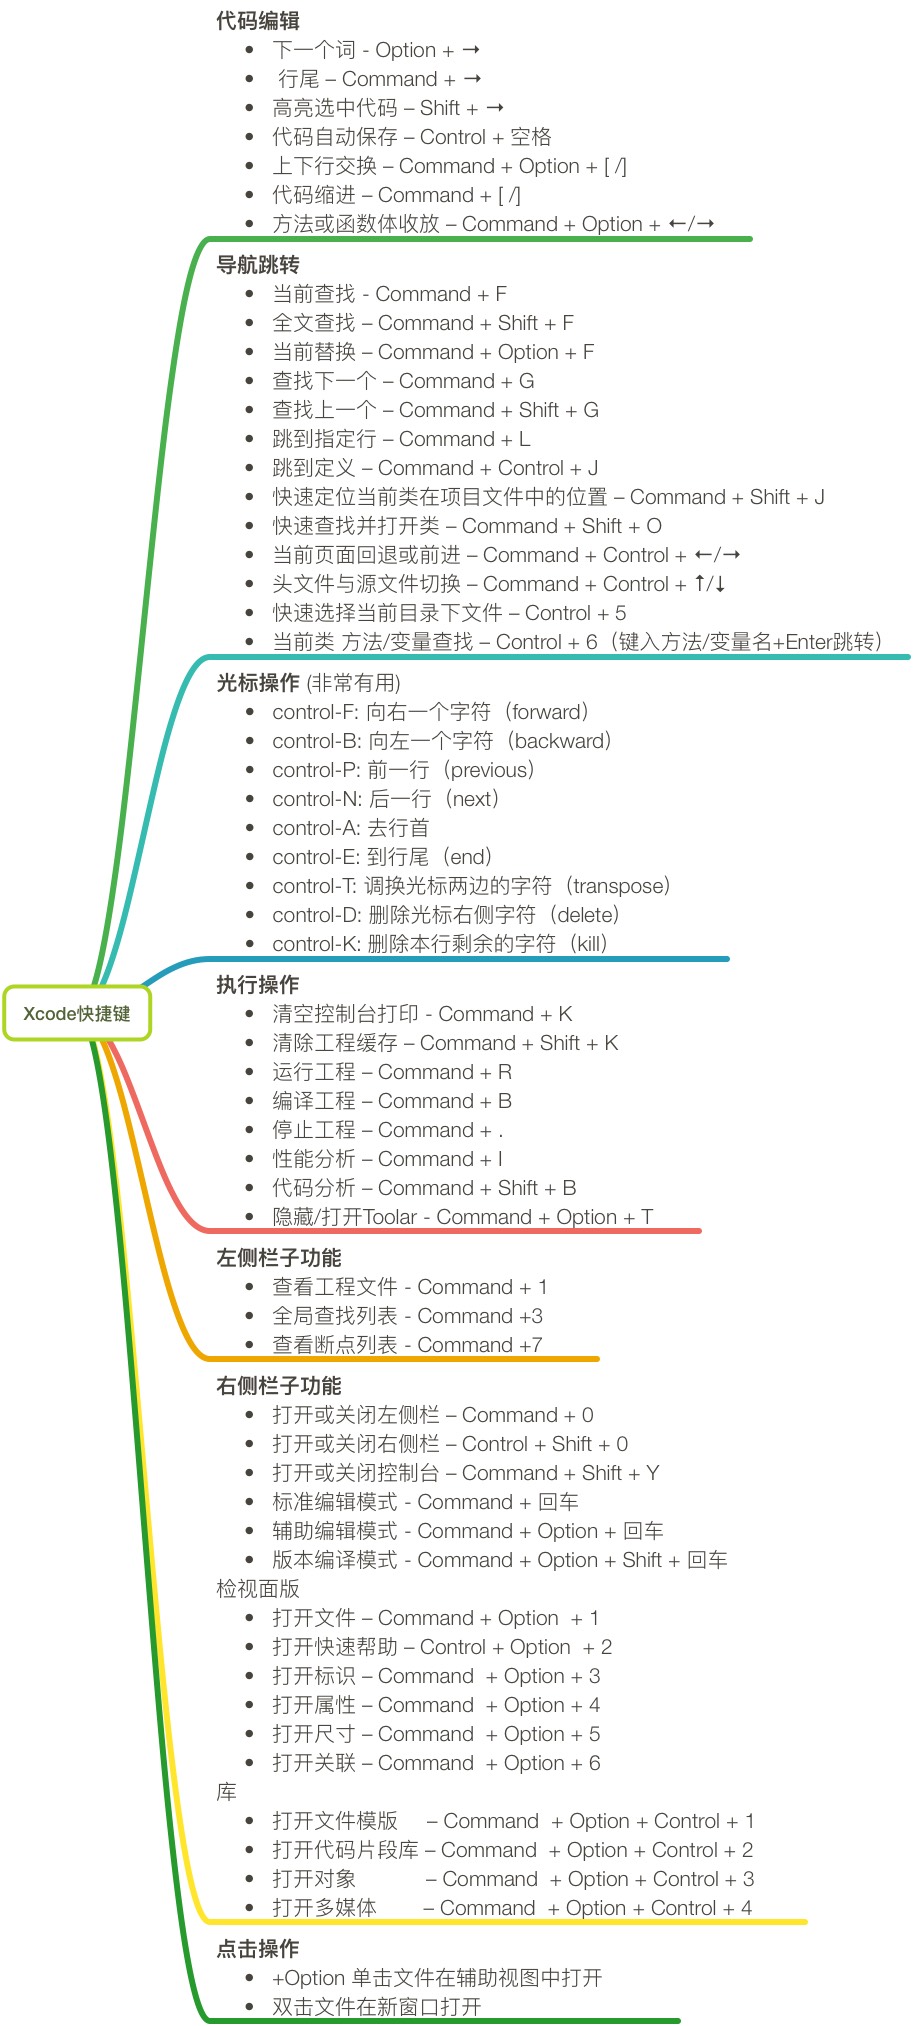 代码编辑
• 下一个词 - Option + →
• 行尾 – Command + →
• 高亮选中代码 – Shift + →
• 代码自动保存 – Control + 空格
• 上下行交换 – Command + Option + [ /]
• 代码缩进 – Command + [ /]
• 方法或函数体收放 – Command + Option + ←/→
导航跳转
• 当前查找 - Command + F
• 全文查找 – Command + Shift + F
• 当前替换 – Command + Option + F
• 查找下一个 – Command + G
• 查找上一个 – Command + Shift + G
• 跳到指定行 – Command + L
• 跳到定义 – Command + Control + J
• 快速定位当前类在项目文件中的位置 – Command + Shift + J
• 快速查找并打开类 – Command + Shift + O
• 当前页面回退或前进 – Command + Control + ←/→
• 头文件与源文件切换 – Command + Control + ↑/↓
• 快速选择当前目录下文件 – Control + 5
• 当前类 方法/变量查找 – Control + 6（键入方法/变量名+Enter跳转）
光标操作 (非常有用)
• control-F: 向右一个字符（forward）
• control-B: 向左一个字符（backward）
• control-P: 前一行（previous）
• control-N: 后一行（next）
• control-A: 去行首
• control-E: 到行尾（end）
• control-T: 调换光标两边的字符（transpose）
• control-D: 删除光标右侧字符（delete）
• control-K: 删除本行剩余的字符（kill）
Xcode快捷键
执行操作
• 清空控制台打印 - Command + K
• 清除工程缓存 – Command + Shift + K
• 运行工程 – Command + R
• 编译工程 – Command + B
• 停止工程 – Command + .
• 性能分析 – Command + I
• 代码分析 – Command + Shift + B
• 隐藏/打开Toolar - Command + Option + T
左侧栏子功能
• 查看工程文件 - Command + 1
• 全局查找列表 - Command +3
• 查看断点列表 - Command +7
右侧栏子功能
• 打开或关闭左侧栏 – Command + 0
• 打开或关闭右侧栏 – Control + Shift + 0
• 打开或关闭控制台 – Command + Shift + Y
• 标准编辑模式 - Command + 回车
• 辅助编辑模式 - Command + Option + 回车
• 版本编译模式 - Command + Option + Shift + 回车
检视面版
• 打开文件 – Command + Option + 1
• 打开快速帮助 – Control + Option + 2
• 打开标识 – Command + Option + 3
• 打开属性 – Command + Option + 4
• 打开尺寸 – Command + Option + 5
• 打开关联 – Command + Option + 6
库
• 打开文件模版 – Command + Option + Control + 1
• 打开代码片段库 – Command + Option + Control + 2
• 打开对象 – Command + Option + Control + 3
• 打开多媒体 – Command + Option + Control + 4
点击操作
• +Option 单击文件在辅助视图中打开
• 双击文件在新窗口打开